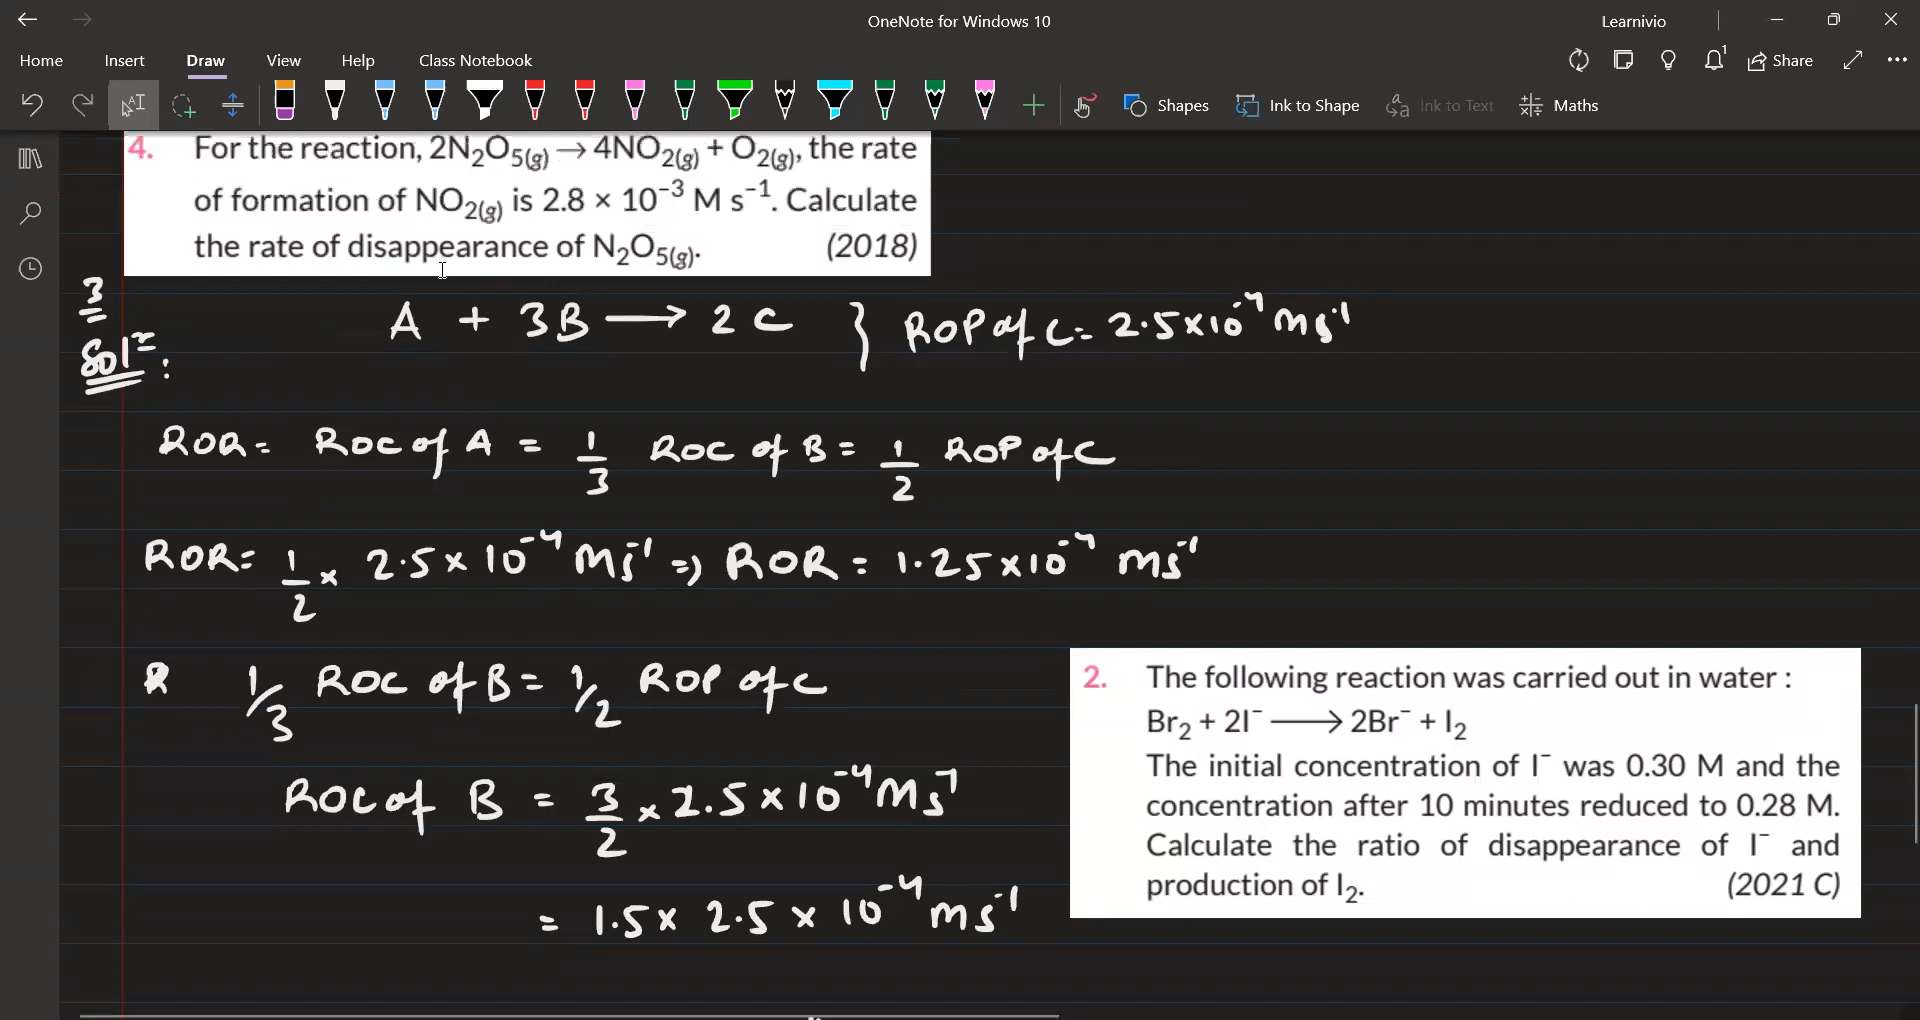 OneNote for Windows 10
Learnivio
Home Insert Draw View Help Class Notebook
1
Share
Shapes Ink to Shape Ink to Text Maths
4. For the reaction, 2N₂O₅(g) → 4NO₂(g) + O₂(g), the rate
of formation of NO₂(g) is 2.8 × 10⁻³ M s⁻¹. Calculate
the rate of disappearance of N₂O₅(g). (2018)
3
Solⁿ:
A + 3B ⟶ 2C } ROP of C = 2.5×10⁻⁴ Ms⁻¹
ROR = ROC of A = 1/3 ROC of B = 1/2 ROP of C
ROR = 1/2 × 2.5×10⁻⁴ Ms⁻¹ ⇒ ROR = 1.25×10⁻⁴ Ms⁻¹
1/3 ROC of B = 1/2 ROP of C
ROC of B = 3/2 × 2.5×10⁻⁴ Ms⁻¹
= 1.5 × 2.5 × 10⁻⁴ Ms⁻¹
2. The following reaction was carried out in water :
Br₂ + 2I⁻ ⟶ 2Br⁻ + I₂
The initial concentration of I⁻ was 0.30 M and the
concentration after 10 minutes reduced to 0.28 M.
Calculate the ratio of disappearance of I⁻ and
production of I₂. (2021 C)